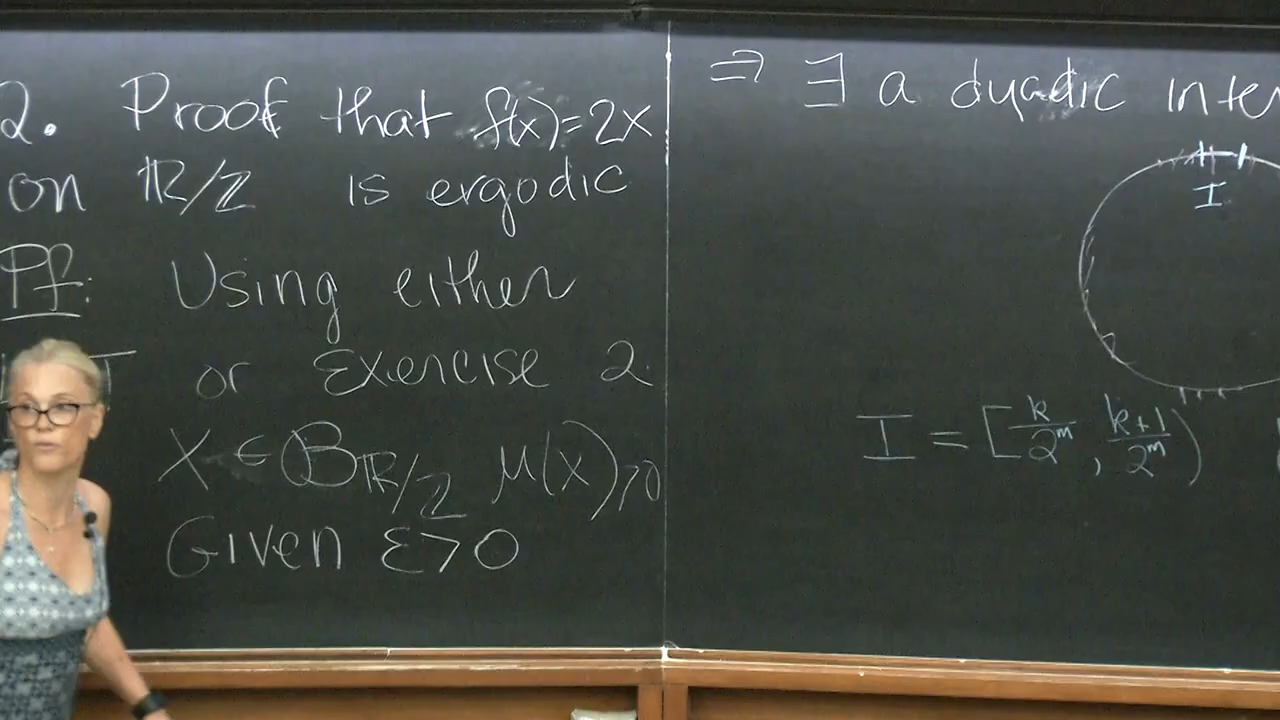 2. Proof that f(x)=2x
on ℝ/ℤ is ergodic
Pf: Using either
or Exercise 2.
X ∈ B_{ℝ/ℤ} μ(X)>0
Given ε>0
⇒ ∃ a dyadic
I
I = [k/2^m, k+1/2^m)